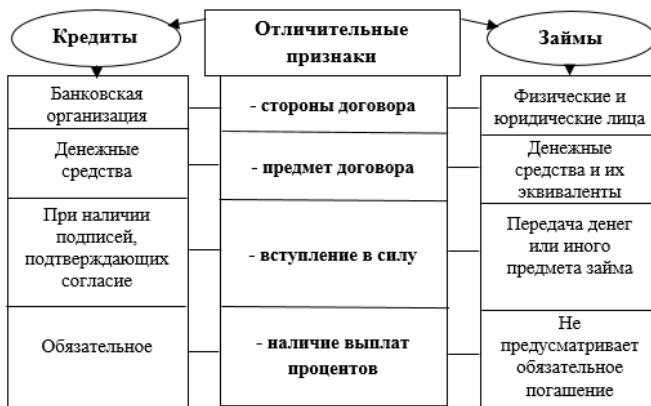 Кредиты
Отличительные
признаки
Займы
Банковская
организация
- стороны договора
Физические и
юридические лица
Денежные
средства
- предмет договора
Денежные
средства и их
эквиваленты
При наличии
подписей,
подтверждающих
согласие
- вступление в силу
Передача денег
или иного
предмета займа
Обязательное
- наличие выплат
процентов
Не
предусматривает
обязательное
погашение